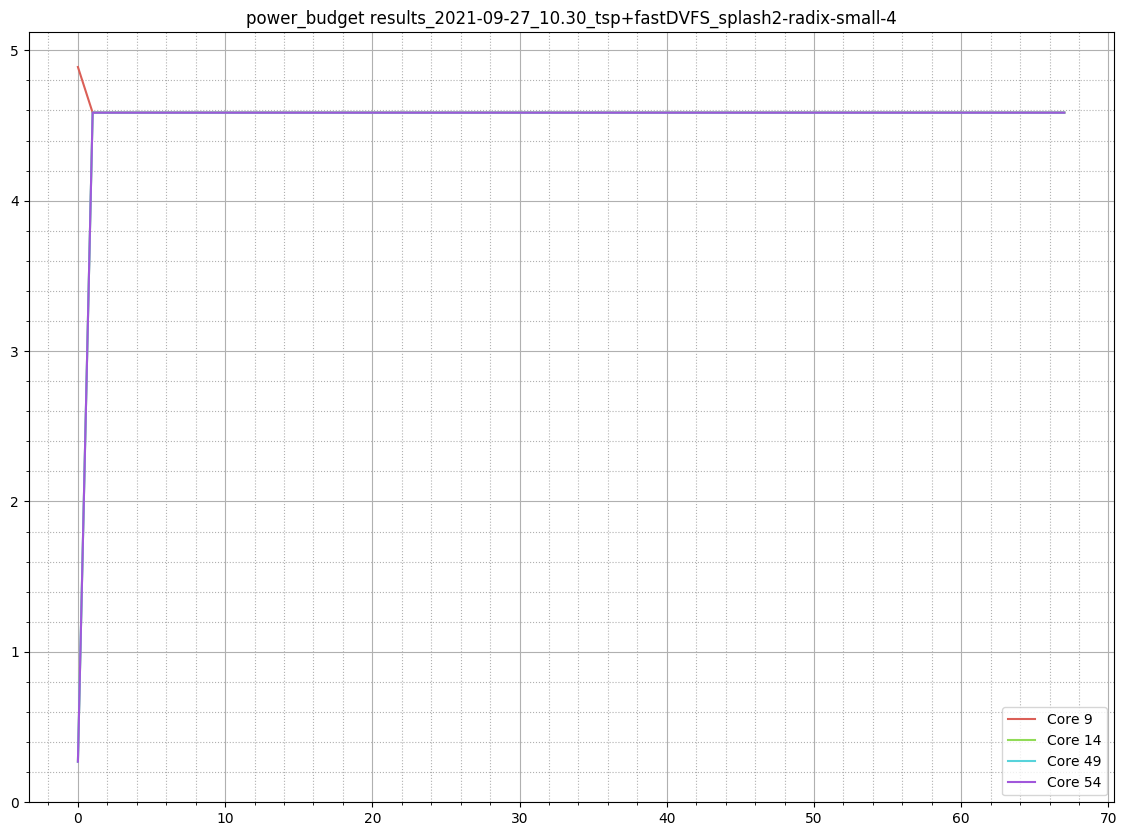 power_budget results_2021-09-27_10.30_tsp+fastDVFS_splash2-radix-small-4
5
4
3
2
1
0
0 10 20 30 40 50 60 70
Core 9
Core 14
Core 49
Core 54